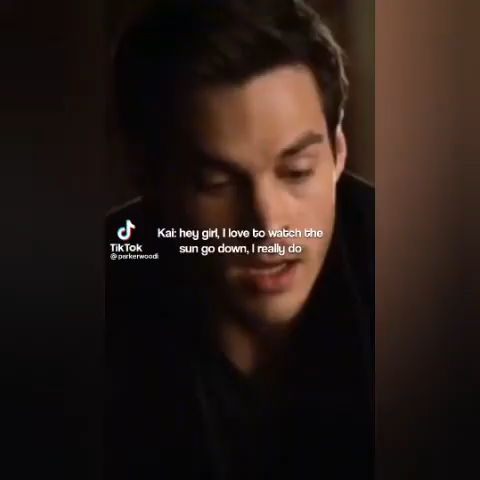 Kai: hey girl, I love to watch the
sun go down, I really do
TikTok
@parkerwoodi